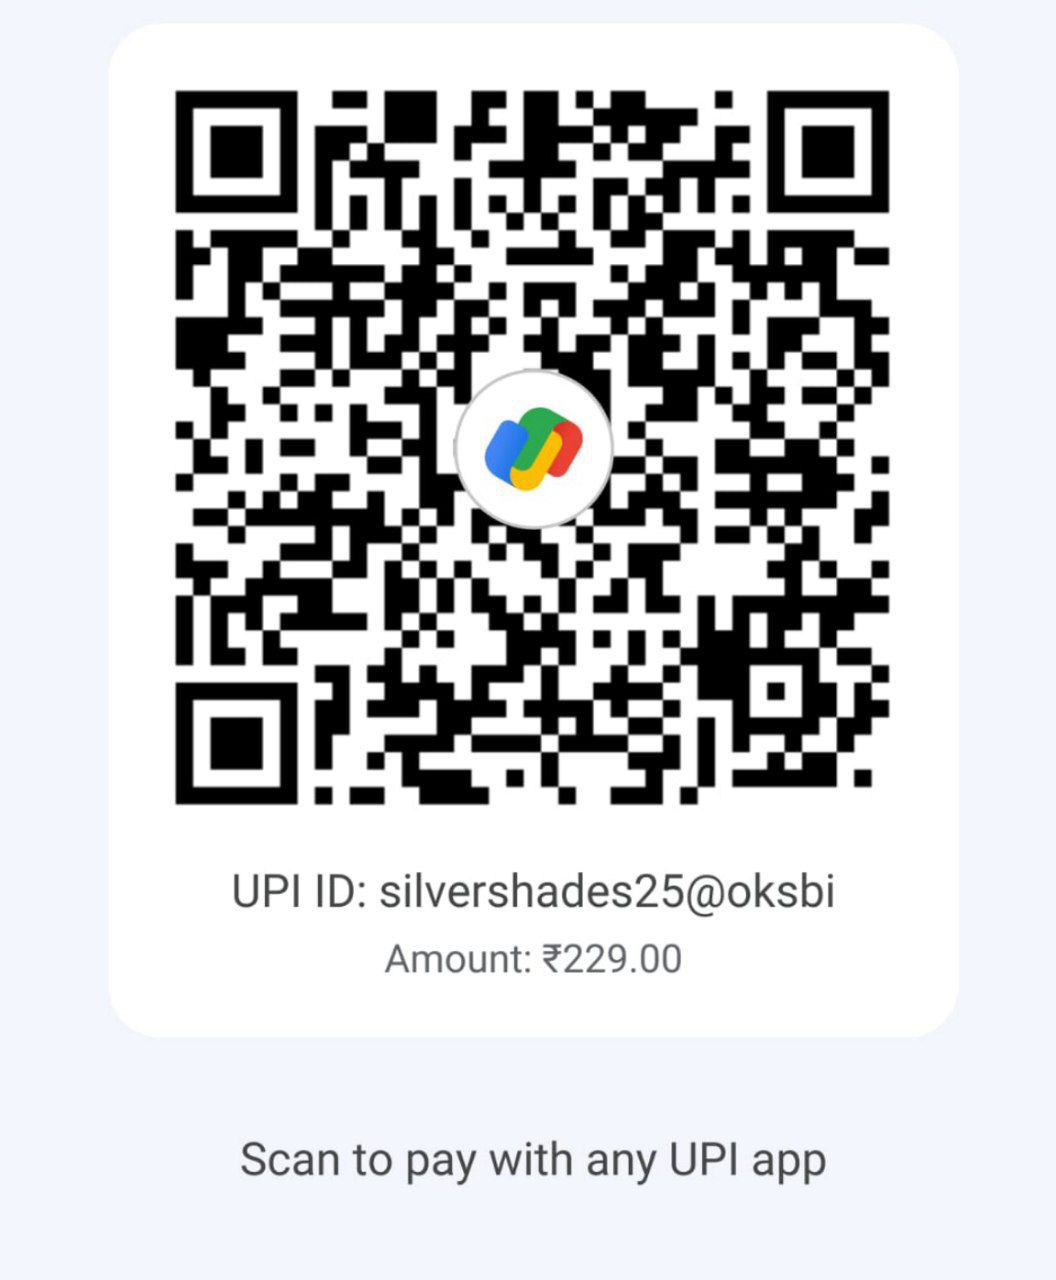 UPI ID: silvershades25@oksbi
Amount: ₹229.00
Scan to pay with any UPI app